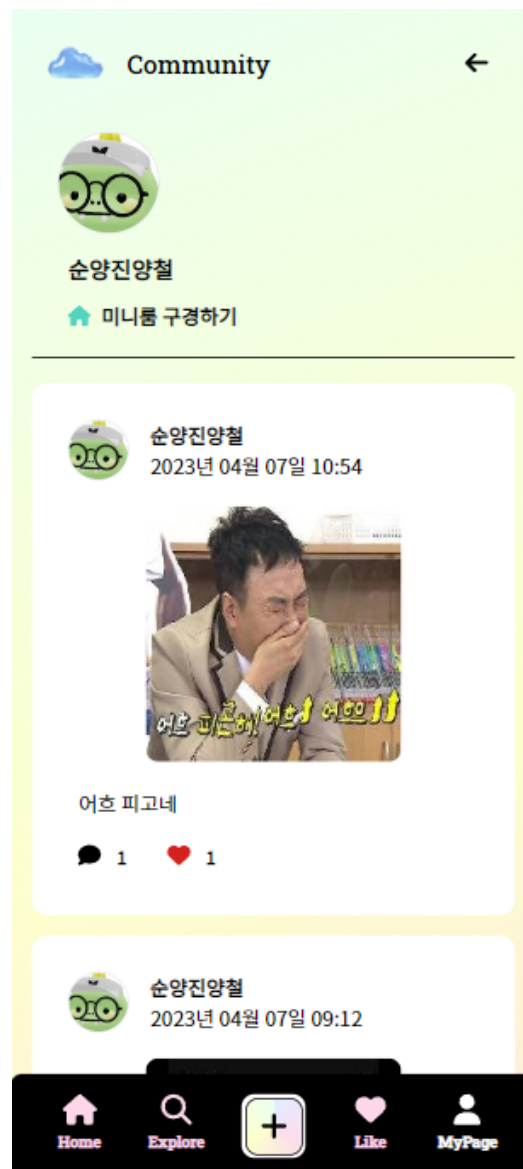 Community
순양진양철
미니룸 구경하기
순양진양철
2023년 04월 07일 10:54
어흐 피곤해! 어흐 어흐으
어흐 피고네
1 1
순양진양철
2023년 04월 07일 09:12
Home Explore Like MyPage